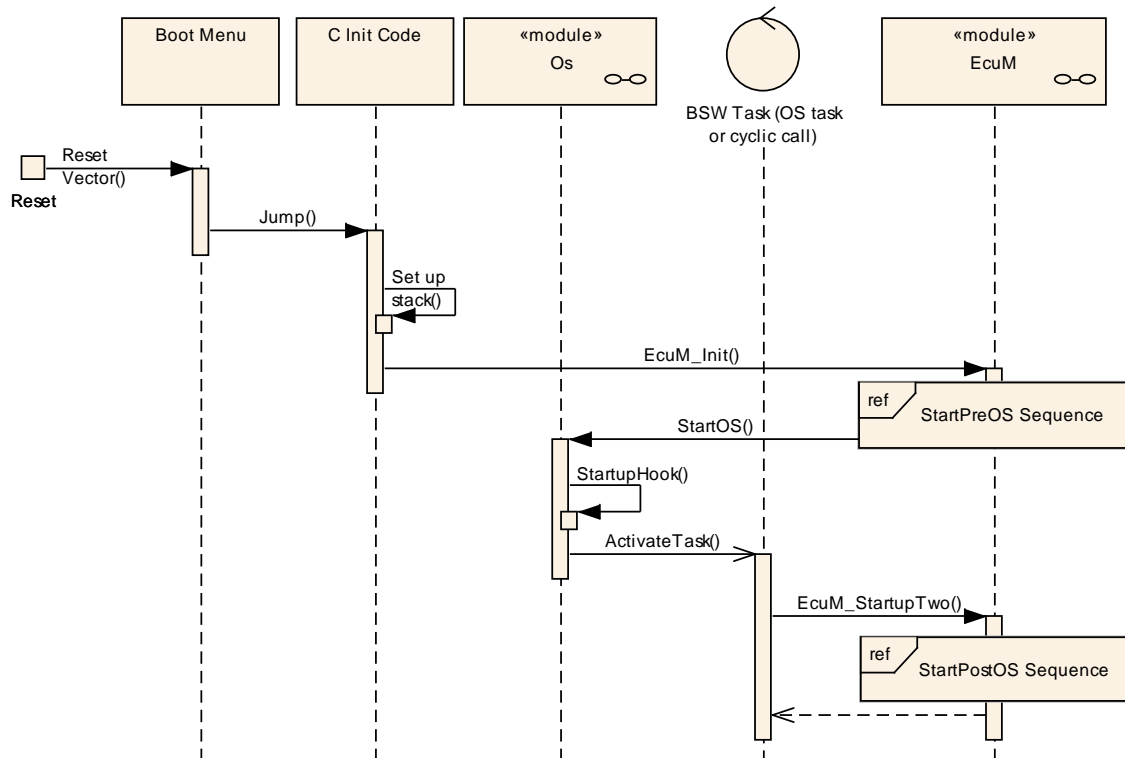 Boot Menu
C Init Code
«module»
Os
BSW Task (OS task
or cyclic call)
«module»
EcuM
Reset
Vector()
Reset
Jump()
Set up
stack()
EcuM_Init()
ref
StartPreOS Sequence
StartOS()
StartupHook()
ActivateTask()
EcuM_StartupTwo()
ref
StartPostOS Sequence